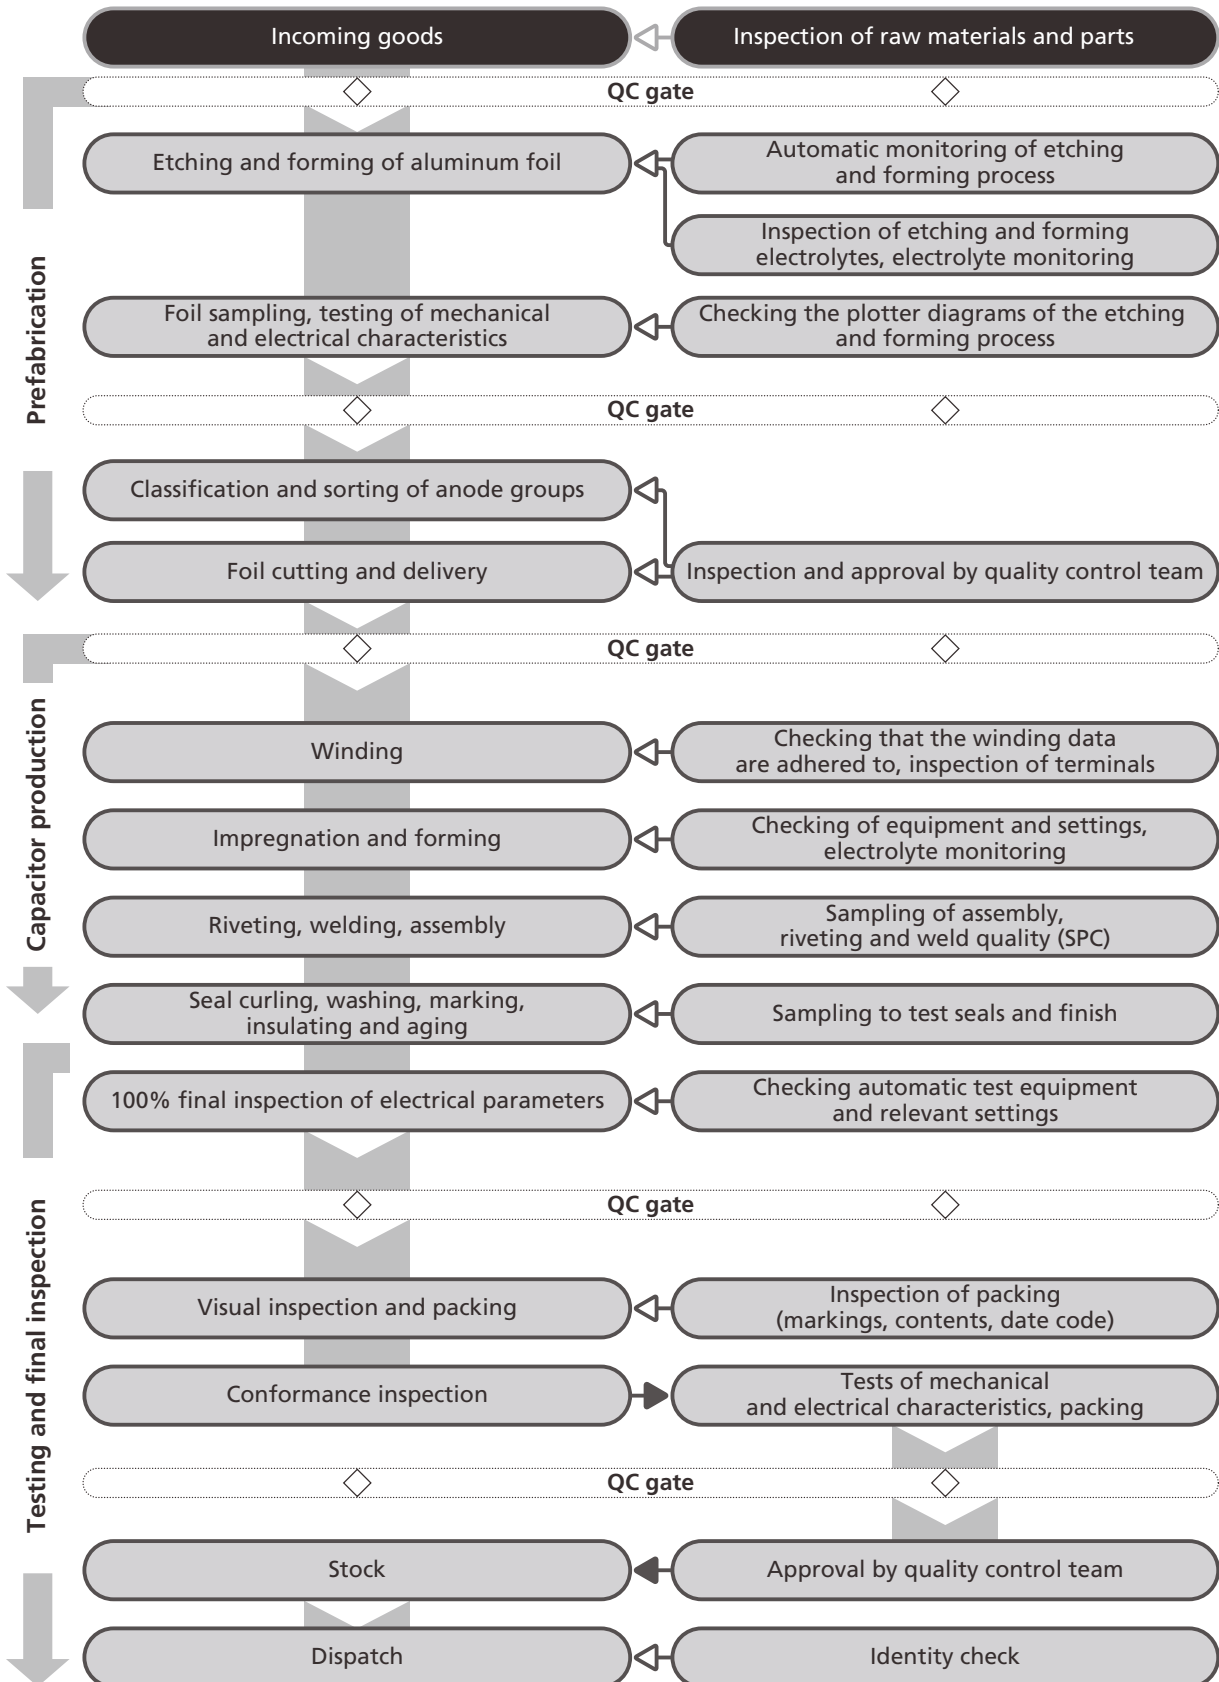 Incoming goods
Inspection of raw materials and parts
QC gate
Prefabrication
Etching and forming of aluminum foil
Automatic monitoring of etching
and forming process
Inspection of etching and forming
electrolytes, electrolyte monitoring
Foil sampling, testing of mechanical
and electrical characteristics
Checking the plotter diagrams of the etching
and forming process
QC gate
Classification and sorting of anode groups
Foil cutting and delivery
Inspection and approval by quality control team
QC gate
Capacitor production
Winding
Checking that the winding data
are adhered to, inspection of terminals
Impregnation and forming
Checking of equipment and settings,
electrolyte monitoring
Riveting, welding, assembly
Sampling of assembly,
riveting and weld quality (SPC)
Seal curling, washing, marking,
insulating and aging
Sampling to test seals and finish
100% final inspection of electrical parameters
Checking automatic test equipment
and relevant settings
QC gate
Testing and final inspection
Visual inspection and packing
Inspection of packing
(markings, contents, date code)
Conformance inspection
Tests of mechanical
and electrical characteristics, packing
QC gate
Stock
Approval by quality control team
Dispatch
Identity check